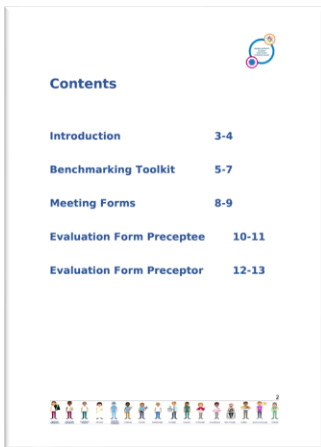 Contents
Introduction 3-4
Benchmarking Toolkit 5-7
Meeting Forms 8-9
Evaluation Form Preceptee 10-11
Evaluation Form Preceptor 12-13
2